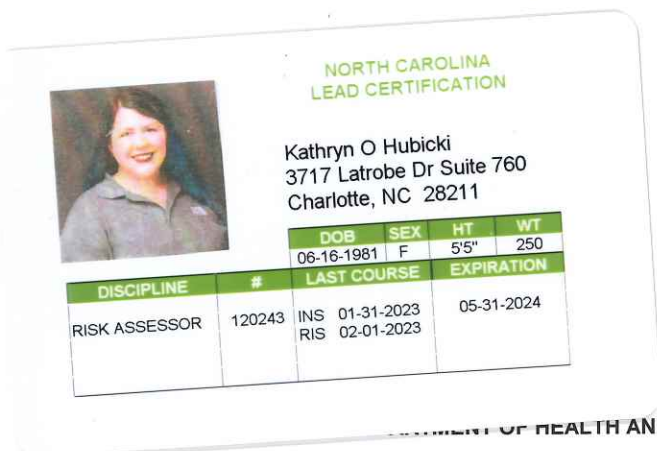 NORTH CAROLINA
LEAD CERTIFICATION
Kathryn O Hubicki
3717 Latrobe Dr Suite 760
Charlotte, NC 28211
DOB SEX HT WT
06-16-1981 F 5'5" 250
DISCIPLINE # LAST COURSE EXPIRATION
RISK ASSESSOR 120243 INS 01-31-2023 05-31-2024
RIS 02-01-2023
OF HEALTH AN